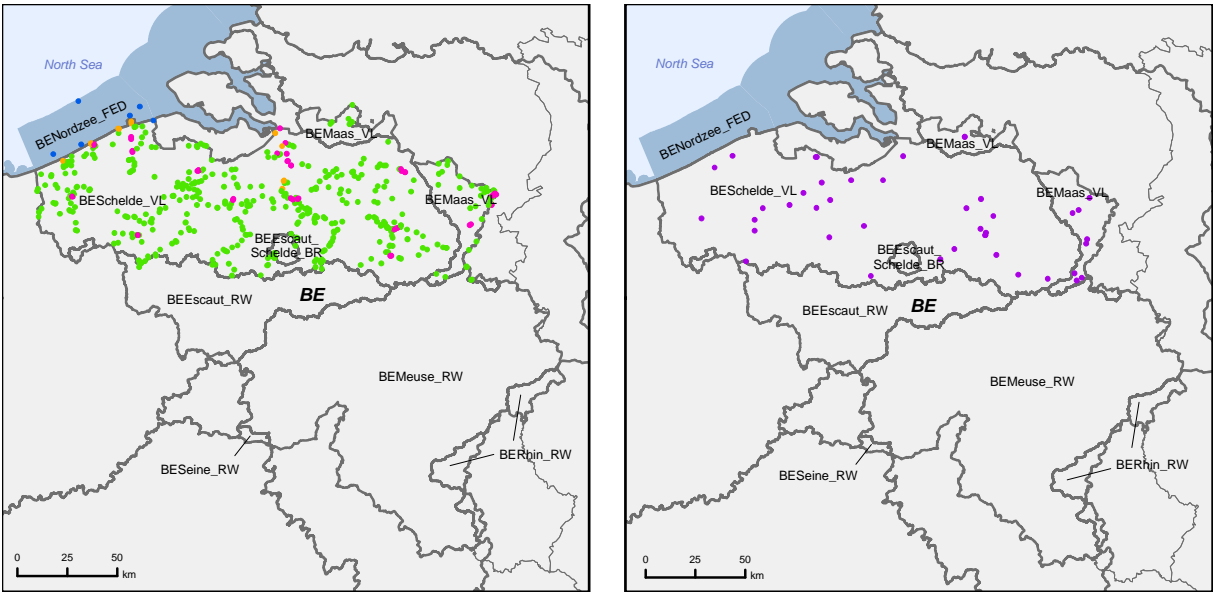 North Sea
BENordzee_FED
BEMaas_VL
BESchelde_VL
BEMaas_VL
BEEscaut_
Schelde_BR
BEEscaut_RW
BE
BEMeuse_RW
BERhin_RW
BESeine_RW
0 25 50
km
North Sea
BENordzee_FED
BEMaas_VL
BESchelde_VL
BEMaas_VL
BEEscaut_
Schelde_BR
BEEscaut_RW
BE
BEMeuse_RW
BERhin_RW
BESeine_RW
0 25 50
km